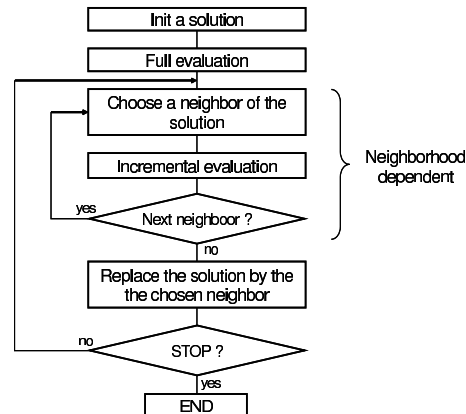 Init a solution
Full evaluation
Choose a neighbor of the
solution
Incremental evaluation
Neighborhood
dependent
yes
Next neighboor ?
no
Replace the solution by the
the chosen neighbor
no
STOP ?
yes
END